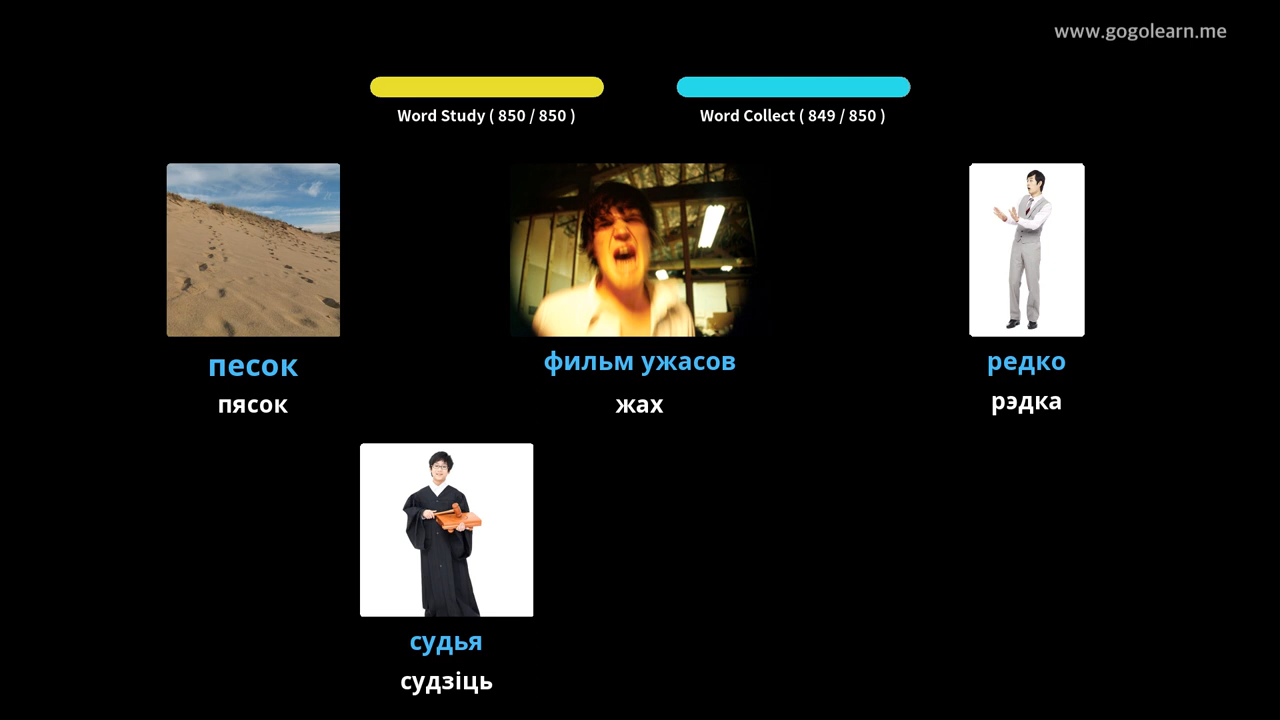 www.gogolearn.me
Word Study ( 850 / 850 )
Word Collect ( 849 / 850 )
песок
пясок
фильм ужасов
жах
редко
рэдка
судья
судзіць